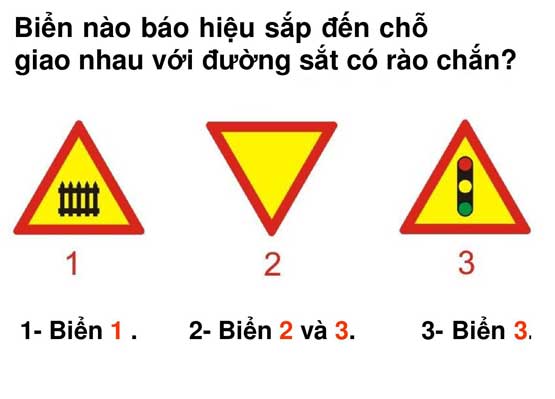 Biển nào báo hiệu sắp đến chỗ
giao nhau với đường sắt có rào chắn?
1 2 3
1- Biển 1 . 2- Biển 2 và 3. 3- Biển 3.